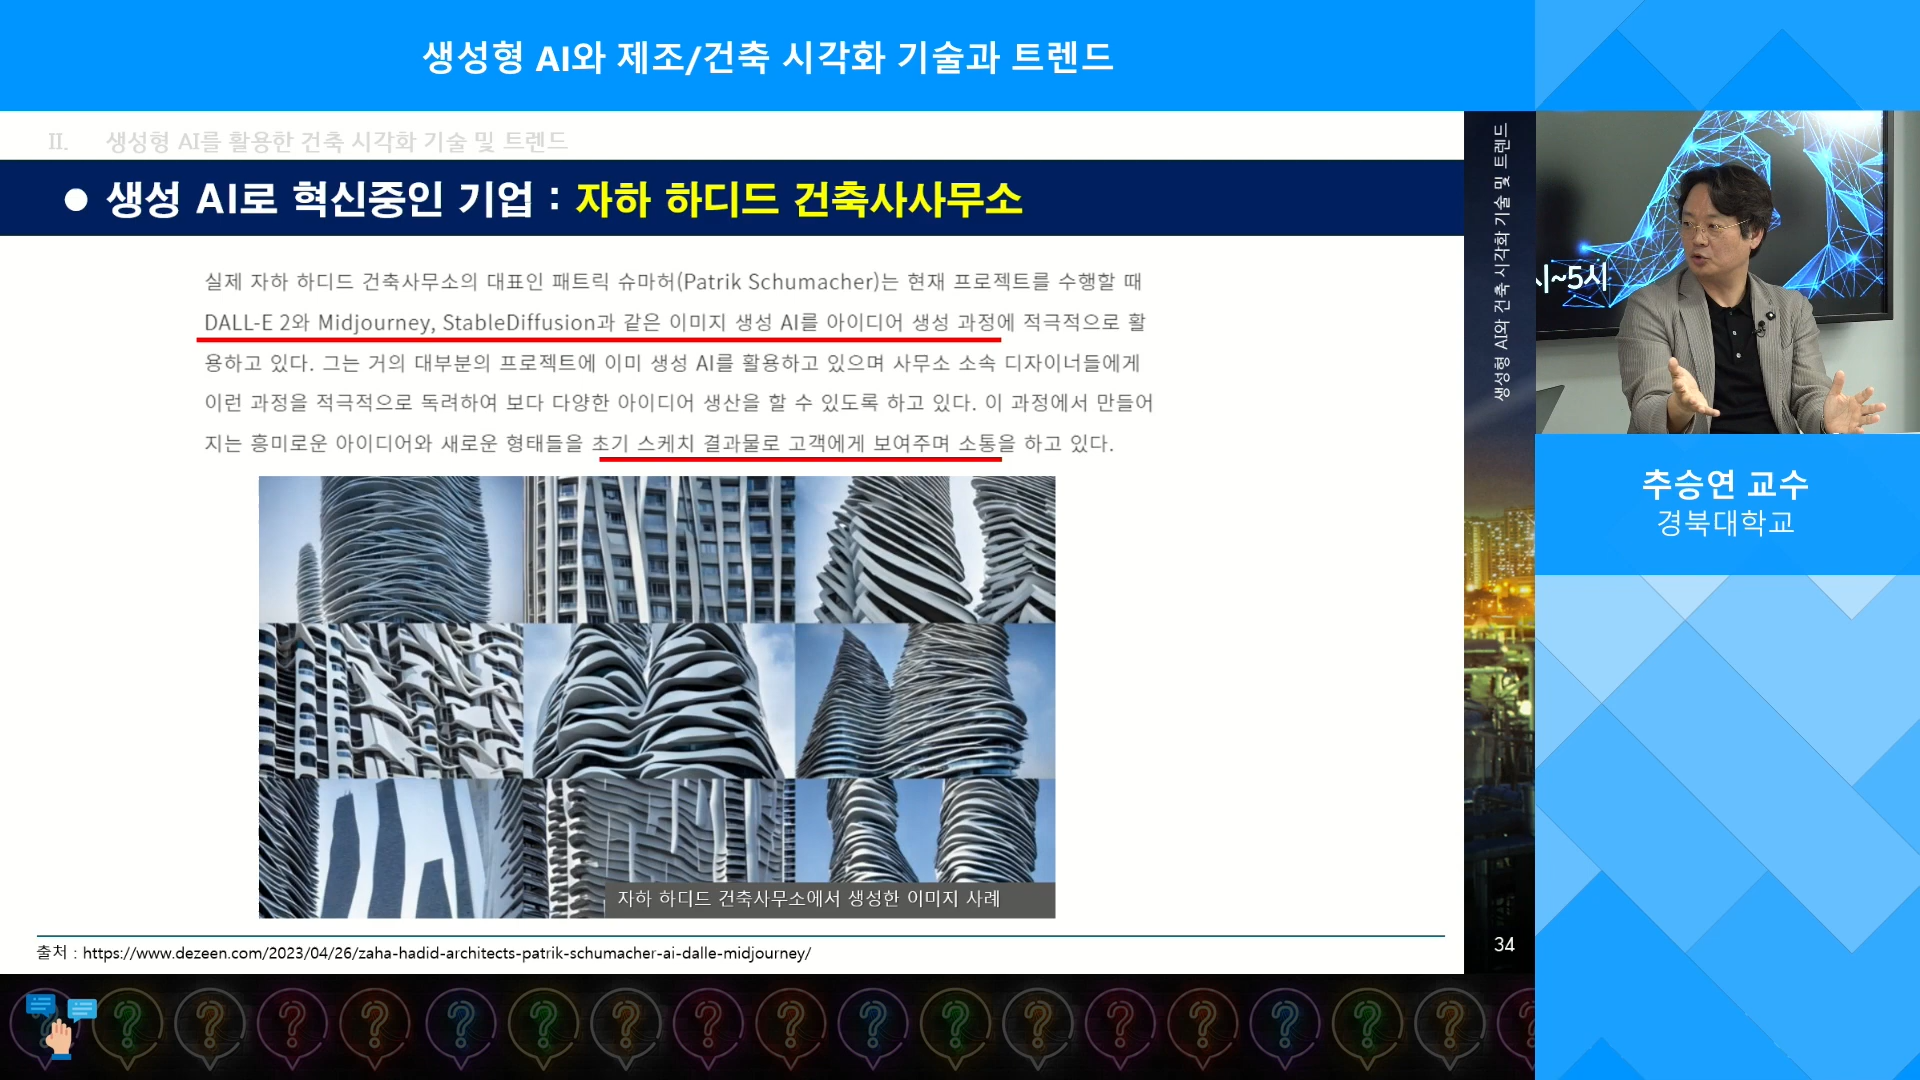 생성형 AI와 제조/건축 시각화 기술과 트렌드
II. 생성형 AI를 활용한 건축 시각화 기술 및 트렌드
● 생성 AI로 혁신중인 기업 : 자하 하디드 건축사사무소
실제 자하 하디드 건축사무소의 대표인 패트릭 슈마허(Patrik Schumacher)는 현재 프로젝트를 수행할 때
DALL-E 2와 Midjourney, StableDiffusion과 같은 이미지 생성 AI를 아이디어 생성 과정에 적극적으로 활
용하고 있다. 그는 거의 대부분의 프로젝트에 이미 생성 AI를 활용하고 있으며 사무소 소속 디자이너들에게
이런 과정을 적극적으로 독려하여 보다 다양한 아이디어 생산을 할 수 있도록 하고 있다. 이 과정에서 만들어
지는 흥미로운 아이디어와 새로운 형태들을 초기 스케치 결과물로 고객에게 보여주며 소통을 하고 있다.
자하 하디드 건축사무소에서 생성한 이미지 사례
출처 : https://www.dezeen.com/2023/04/26/zaha-hadid-architects-patrik-schumacher-ai-dalle-midjourney/
생성형 AI와 건축 시각화 기술 및 트렌드
34
시~5시
추승연 교수
경북대학교